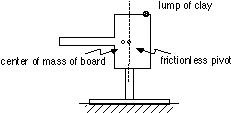 lump of clay
center of mass of board
frictionless pivot